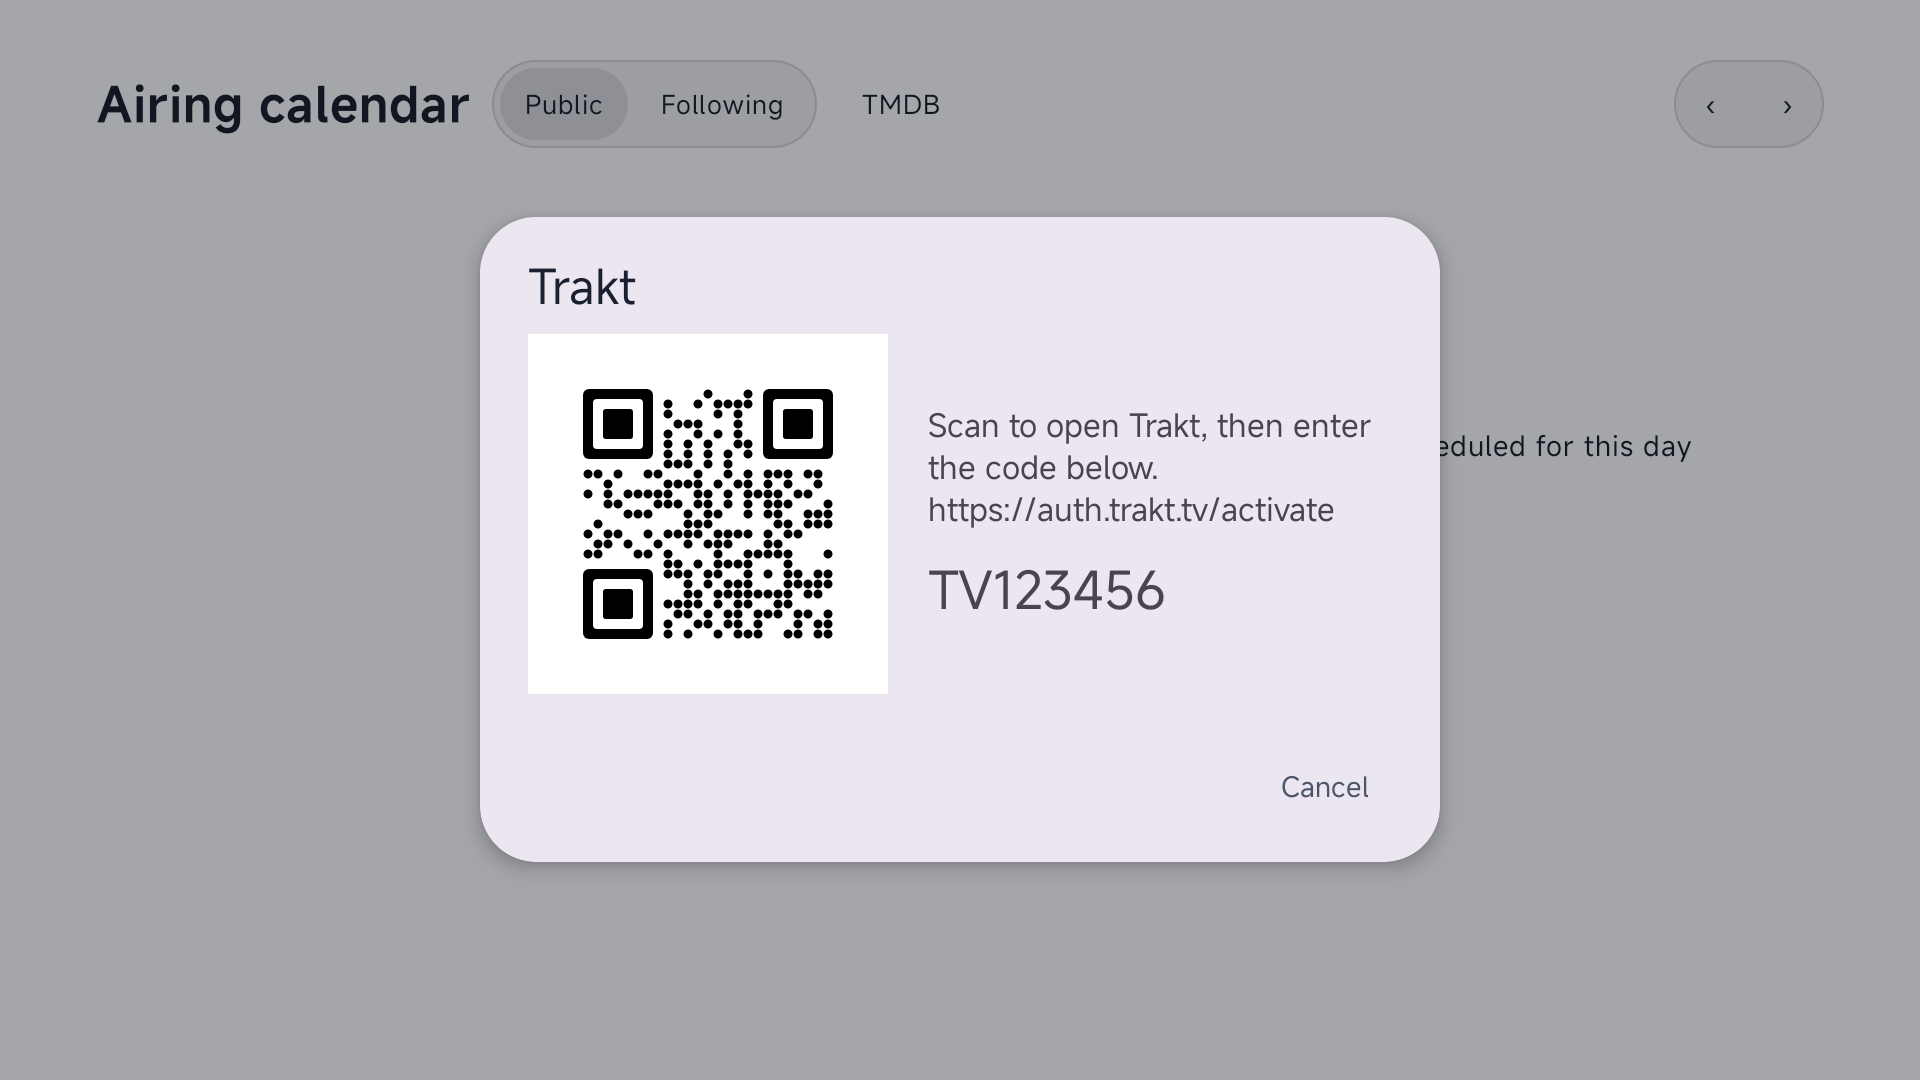 Airing calendar
Public
Following
TMDB
‹
›
Trakt
Scan to open Trakt, then enter
the code below.
https://auth.trakt.tv/activate
TV123456
for this day
Cancel